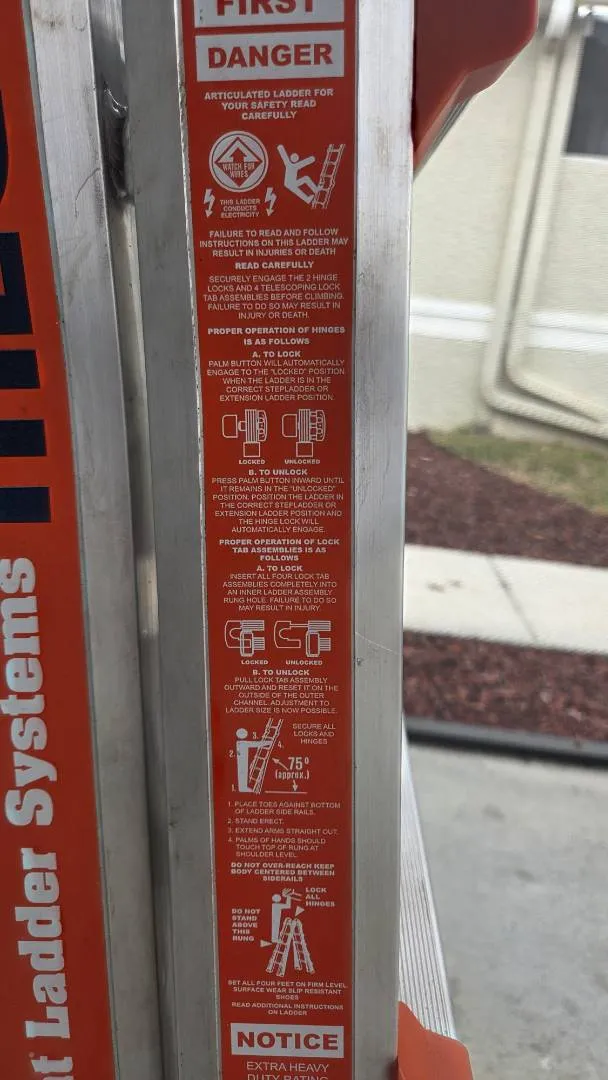 FIRST
DANGER
ARTICULATED LADDER FOR
YOUR SAFETY READ
CAREFULLY
WATCH FOR
WIRES
THIS LADDER
CONDUCTS
ELECTRICITY
FAILURE TO READ AND FOLLOW
INSTRUCTIONS ON THIS LADDER MAY
RESULT IN INJURIES OR DEATH
READ CAREFULLY
SECURELY ENGAGE THE 2 HINGE
LOCKS AND 4 TELESCOPING LOCK
TAB ASSEMBLIES BEFORE CLIMBING.
FAILURE TO DO SO MAY RESULT IN
INJURY OR DEATH.
PROPER OPERATION OF HINGES
IS AS FOLLOWS
A. TO LOCK
PALM BUTTON WILL AUTOMATICALLY
ENGAGE TO THE "LOCKED" POSITION
WHEN THE LADDER IS IN THE
CORRECT STEPLADDER OR
EXTENSION LADDER POSITION.
LOCKED UNLOCKED
B. TO UNLOCK
PRESS PALM BUTTON INWARD UNTIL
IT REMAINS IN THE "UNLOCKED"
POSITION. POSITION THE LADDER IN
THE CORRECT STEPLADDER OR
EXTENSION LADDER POSITION AND
THE HINGE LOCK WILL
AUTOMATICALLY ENGAGE.
PROPER OPERATION OF LOCK
TAB ASSEMBLIES IS AS
FOLLOWS
A. TO LOCK
INSERT ALL FOUR LOCK TAB
ASSEMBLIES COMPLETELY INTO
AN INNER LADDER ASSEMBLY
RUNG HOLE. FAILURE TO DO SO
MAY RESULT IN INJURY.
LOCKED UNLOCKED
B. TO UNLOCK
PULL LOCK TAB ASSEMBLY
OUTWARD AND RESET IT ON THE
OUTSIDE OF THE OUTER
CHANNEL ADJUSTMENT TO
LADDER SIZE IS NOW POSSIBLE.
SECURE ALL
LOCKS AND
HINGES
3.
4.
2.
75°
(approx.)
1.
1. PLACE TOES AGAINST BOTTOM
OF LADDER SIDE RAILS.
2. STAND ERECT.
3. EXTEND ARMS STRAIGHT OUT.
4. PALMS OF HANDS SHOULD
TOUCH TOP OF RUNG AT
SHOULDER LEVEL.
DO NOT OVER-REACH KEEP
BODY CENTERED BETWEEN
SIDERAILS
LOCK
ALL
HINGES
DO NOT
STAND
ABOVE
THIS
RUNG
SET ALL FOUR FEET ON FIRM LEVEL
SURFACE WEAR SLIP RESISTANT
SHOES
READ ADDITIONAL INSTRUCTIONS
ON LADDER
NOTICE
EXTRA HEAVY
DUTY RATING
t Ladder Systems